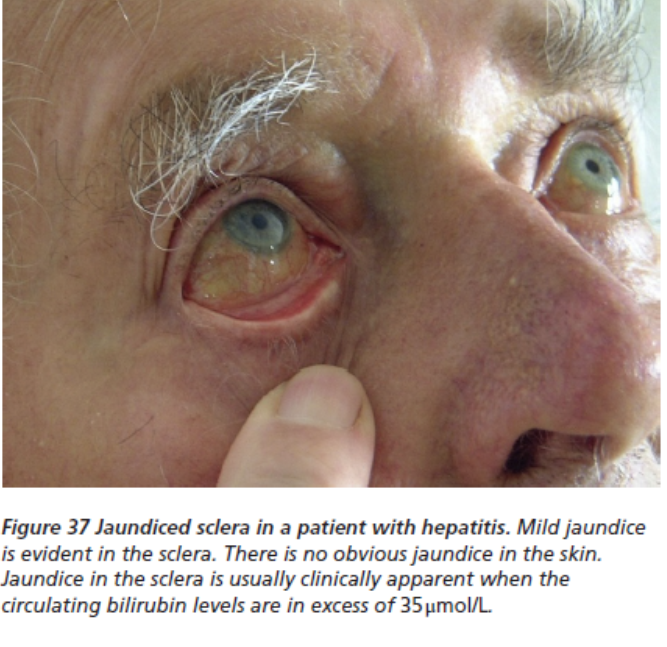 Figure 37 Jaundiced sclera in a patient with hepatitis. Mild jaundice
is evident in the sclera. There is no obvious jaundice in the skin.
Jaundice in the sclera is usually clinically apparent when the
circulating bilirubin levels are in excess of 35 μmol/L.